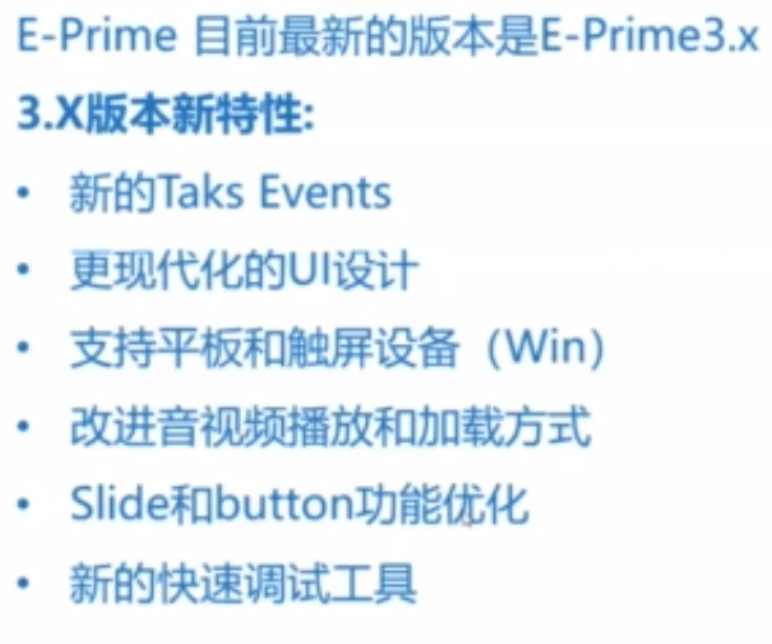 E-Prime 目前最新的版本是E-Prime3.x
3.X版本新特性:
• 新的Taks Events
• 更现代化的UI设计
• 支持平板和触屏设备（Win）
• 改进音视频播放和加载方式
• Slide和button功能优化
• 新的快速调试工具